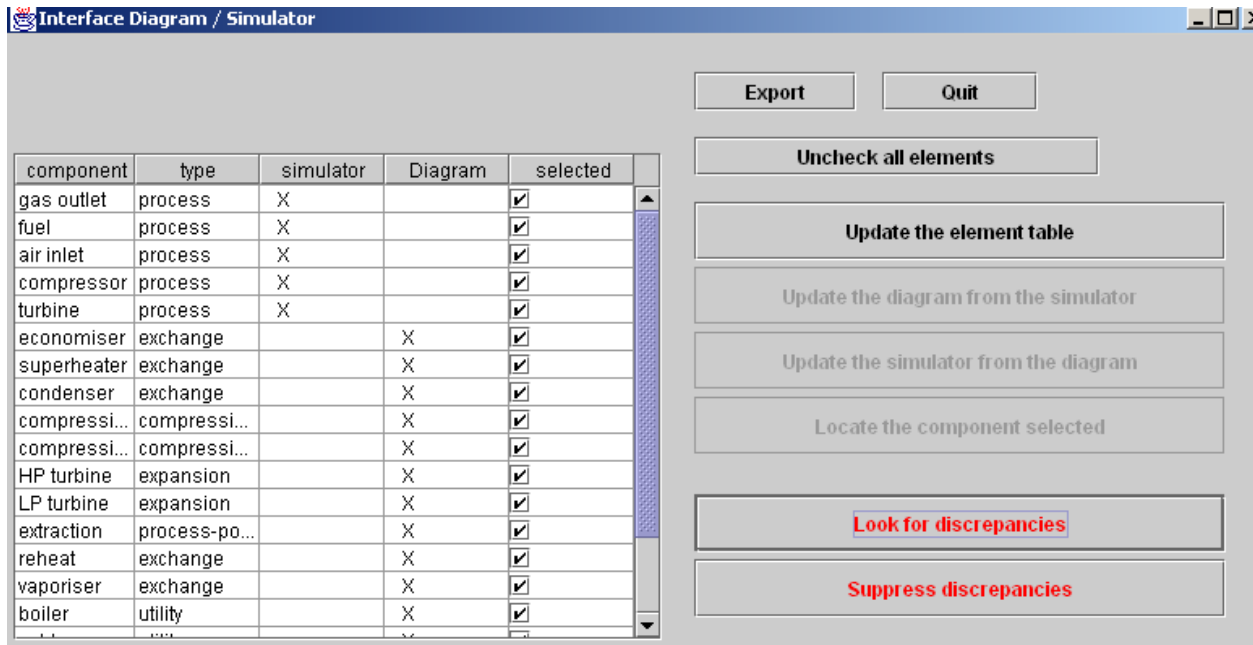 Interface Diagram / Simulator
Export Quit
Uncheck all elements
Update the element table
Update the diagram from the simulator
Update the simulator from the diagram
Locate the component selected
Look for discrepancies
Suppress discrepancies
component type simulator Diagram selected
gas outlet process X
fuel process X
air inlet process X
compressor process X
turbine process X
economiser exchange X
superheater exchange X
condenser exchange X
compressi... compressi... X
compressi... compressi... X
HP turbine expansion X
LP turbine expansion X
extraction process-po... X
reheat exchange X
vaporiser exchange X
boiler utility X